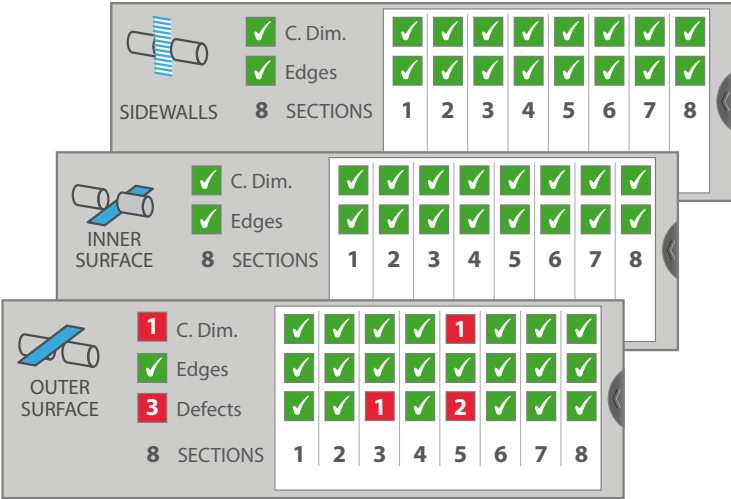 C. Dim.
Edges
SIDEWALLS 8 SECTIONS 1 2 3 4 5 6 7 8
C. Dim.
Edges
INNER
SURFACE 8 SECTIONS 1 2 3 4 5 6 7 8
1 C. Dim. 1
Edges
OUTER
SURFACE 3 Defects 1 2
8 SECTIONS 1 2 3 4 5 6 7 8